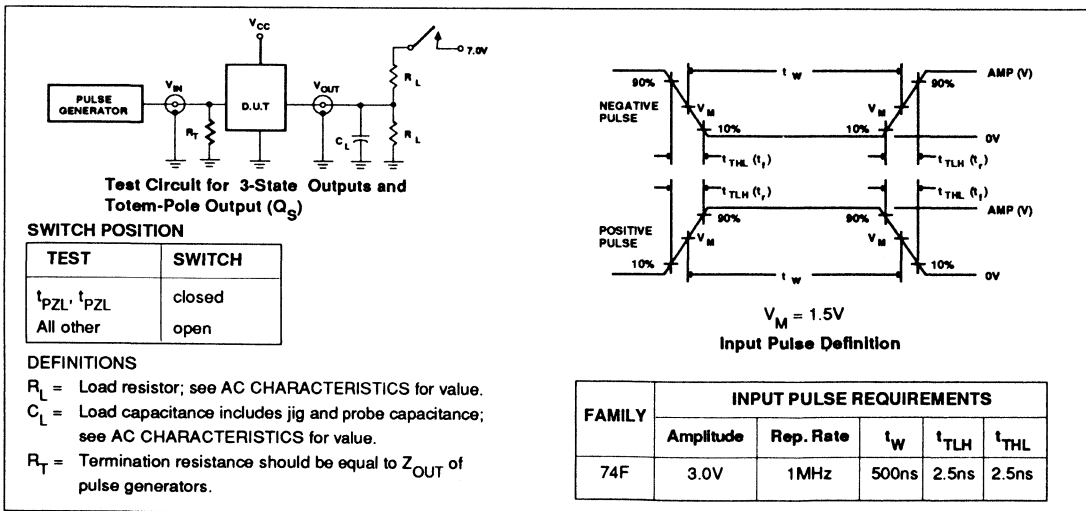 V_CC
7.0V
R_L
V_IN
V_OUT
PULSE GENERATOR
D.U.T
R_T
C_L
R_L
Test Circuit for 3-State Outputs and
Totem-Pole Output (Q_S)
SWITCH POSITION
TEST SWITCH
t_PZL, t_PZL closed
All other open
DEFINITIONS
R_L = Load resistor; see AC CHARACTERISTICS for value.
C_L = Load capacitance includes jig and probe capacitance;
see AC CHARACTERISTICS for value.
R_T = Termination resistance should be equal to Z_OUT of
pulse generators.
90% t_W 90% AMP (V)
NEGATIVE
PULSE
V_M V_M
10% 10% 0V
t_THL (t_f) t_TLH (t_r)
t_TLH (t_r) t_THL (t_f)
90% 90% AMP (V)
POSITIVE
PULSE
V_M V_M
10% t_W 10% 0V
V_M = 1.5V
Input Pulse Definition
FAMILY INPUT PULSE REQUIREMENTS
Amplitude Rep. Rate t_W t_TLH t_THL
74F 3.0V 1MHz 500ns 2.5ns 2.5ns